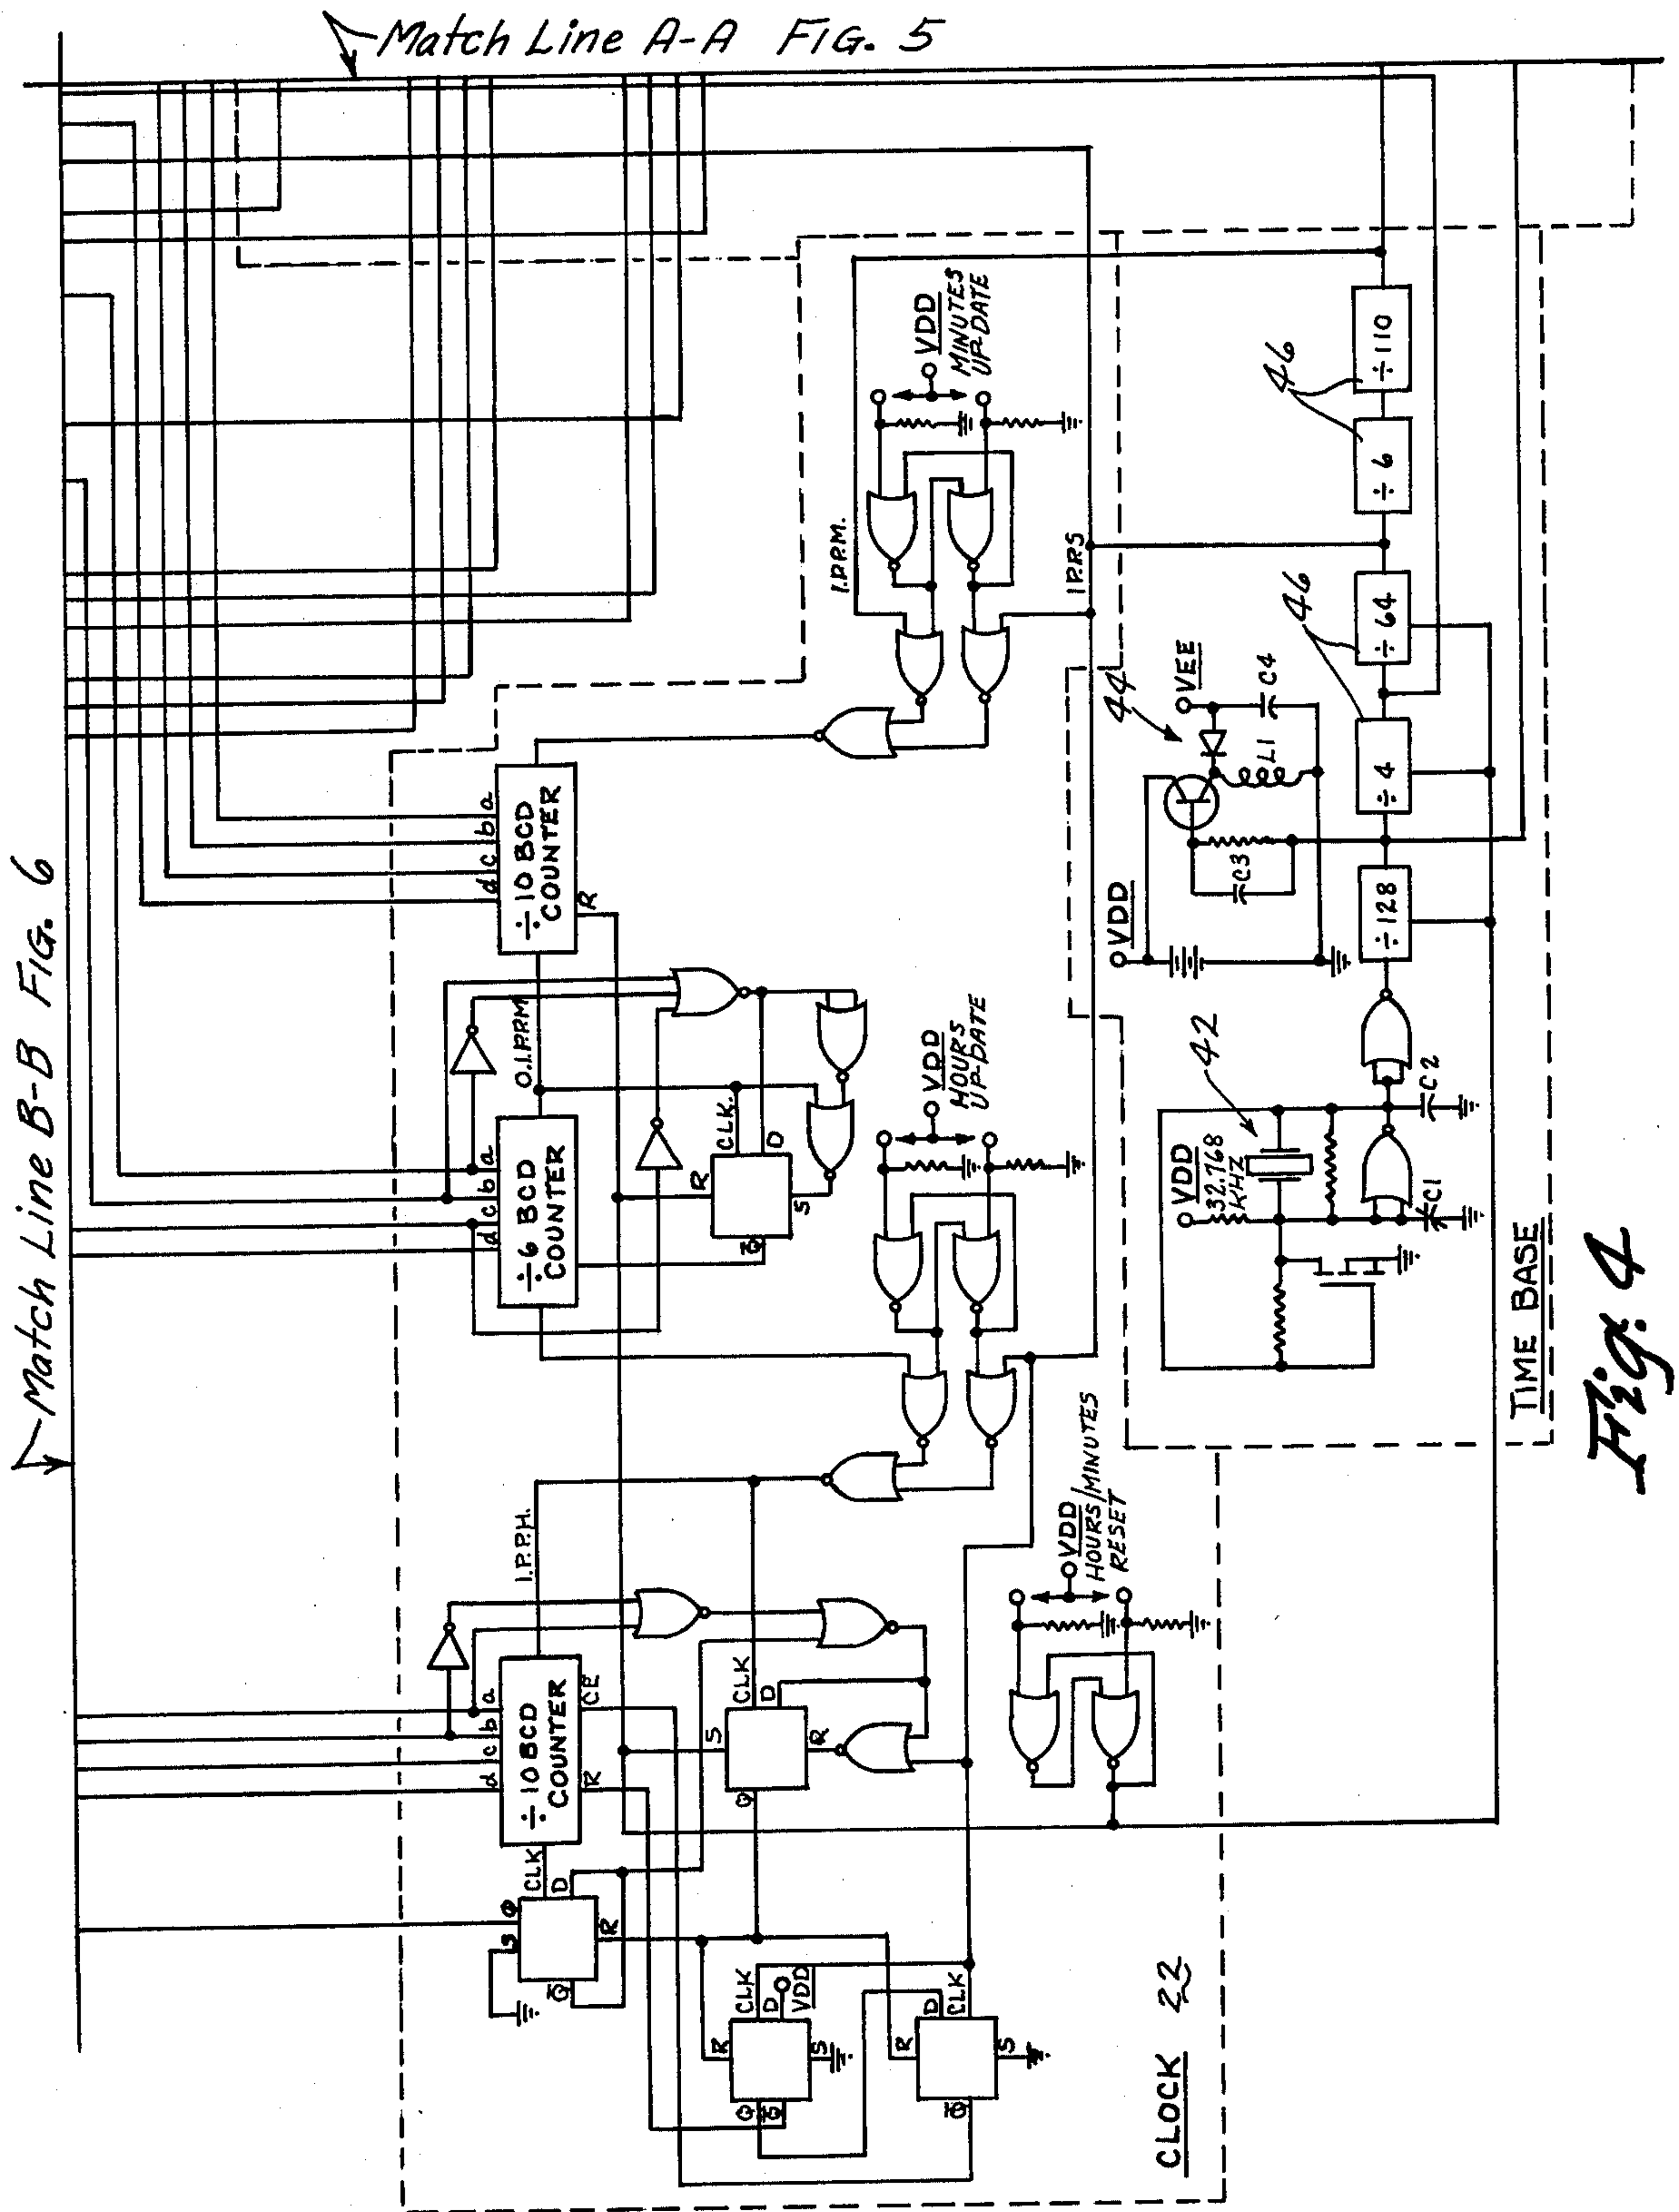 Match Line A-A FIG. 5
Match Line B-B FIG. 6
CLOCK 22
CLK
D
Q
S
R
Q̅
÷10 BCD
COUNTER
d c b a
R
CE
1.P.P.H.
CLK
D
S
R
Q
CLK
D
VDD
R
S
Q
Q̅
D
CLK
R
S
Q̅
VDD
HOURS/MINUTES
RESET
÷6 BCD
COUNTER
d c b a
0.1.P.P.M.
R
CLK.
D
S
Q̅
VDD
HOURS
UP-DATE
÷10 BCD
COUNTER
d c b a
R
1.P.P.M.
1P.P.S
VDD
MINUTES
UP-DATE
TIME BASE
VDD
32.768
KHZ
42
C1
C2
÷128
VDD
C3
44
VEE
L1
C4
÷4
46
÷64
÷6
46
÷110
Fig. 4